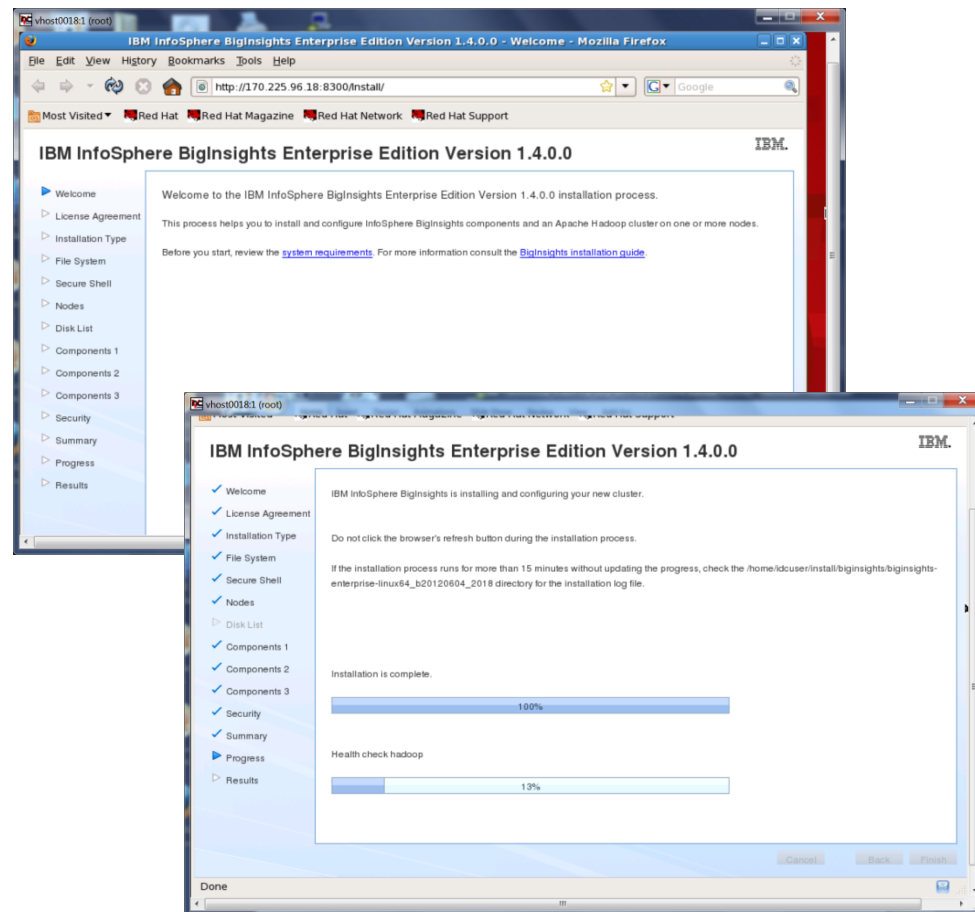 vhost0018:1 (root)
IBM InfoSphere BigInsights Enterprise Edition Version 1.4.0.0 - Welcome - Mozilla Firefox
File Edit View History Bookmarks Tools Help
http://170.225.96.18:8300/Install/
G Google
Most Visited Red Hat Red Hat Magazine Red Hat Network Red Hat Support
IBM InfoSphere BigInsights Enterprise Edition Version 1.4.0.0
IBM.
Welcome
License Agreement
Installation Type
File System
Secure Shell
Nodes
Disk List
Components 1
Components 2
Components 3
Security
Summary
Progress
Results
Welcome to the IBM InfoSphere BigInsights Enterprise Edition Version 1.4.0.0 installation process.
This process helps you to install and configure InfoSphere BigInsights components and an Apache Hadoop cluster on one or more nodes.
Before you start, review the system requirements. For more information consult the BigInsights installation guide.
vhost0018:1 (root)
IBM InfoSphere BigInsights Enterprise Edition Version 1.4.0.0
IBM.
Welcome
License Agreement
Installation Type
File System
Secure Shell
Nodes
Disk List
Components 1
Components 2
Components 3
Security
Summary
Progress
Results
IBM InfoSphere BigInsights is installing and configuring your new cluster.
Do not click the browser's refresh button during the installation process.
If the installation process runs for more than 15 minutes without updating the progress, check the /home/idcuser/install/biginsights/biginsights-
enterprise-linux64_b20120604_2018 directory for the installation log file.
Installation is complete.
100%
Health check hadoop
13%
Cancel Back Finish
Done